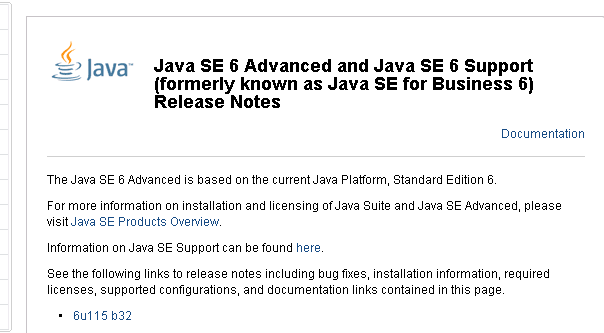 Java™
Java SE 6 Advanced and Java SE 6 Support
(formerly known as Java SE for Business 6)
Release Notes
Documentation
The Java SE 6 Advanced is based on the current Java Platform, Standard Edition 6.
For more information on installation and licensing of Java Suite and Java SE Advanced, please
visit Java SE Products Overview.
Information on Java SE Support can be found here.
See the following links to release notes including bug fixes, installation information, required
licenses, supported configurations, and documentation links contained in this page.
• 6u115 b32